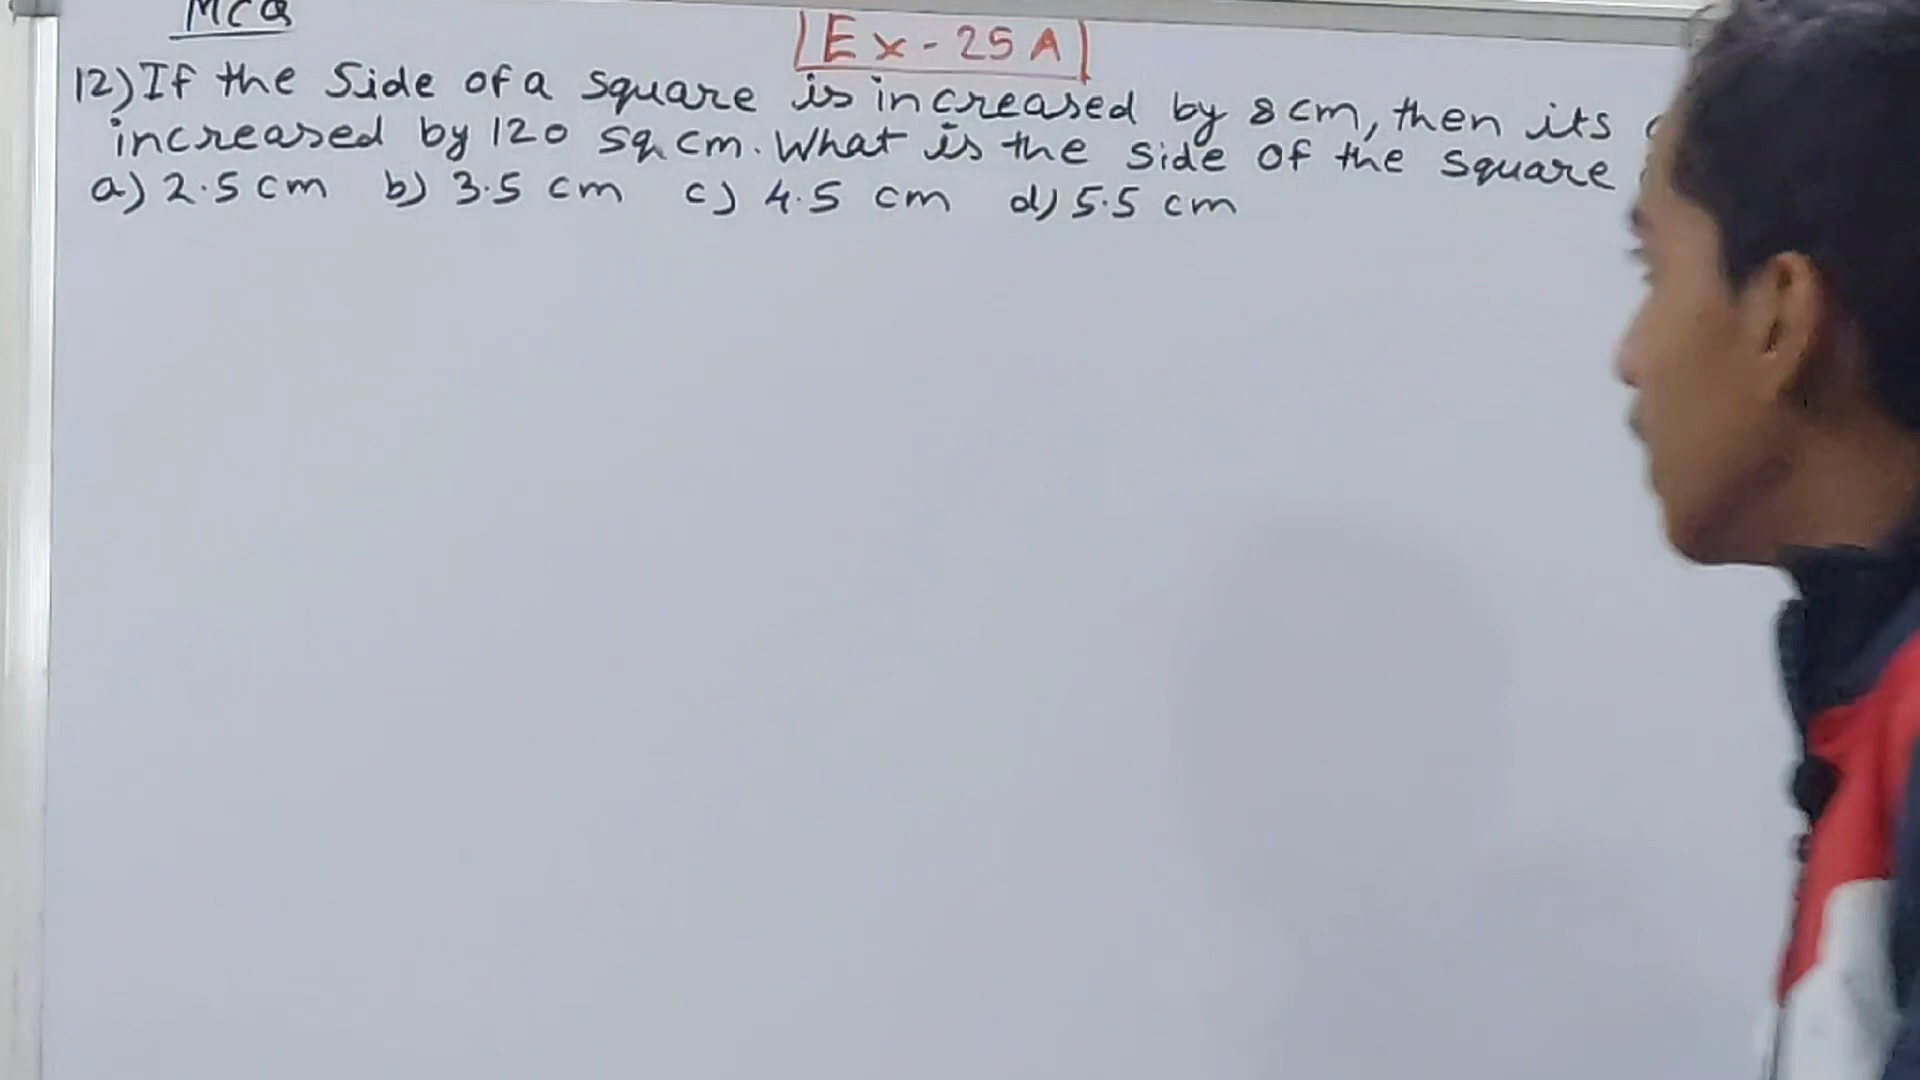 MCQ
Ex-25A
12) If the Side of a square is increased by 8 cm, then its
increased by 120 sq cm. What is the side of the square
a) 2.5 cm b) 3.5 cm c) 4.5 cm d) 5.5 cm